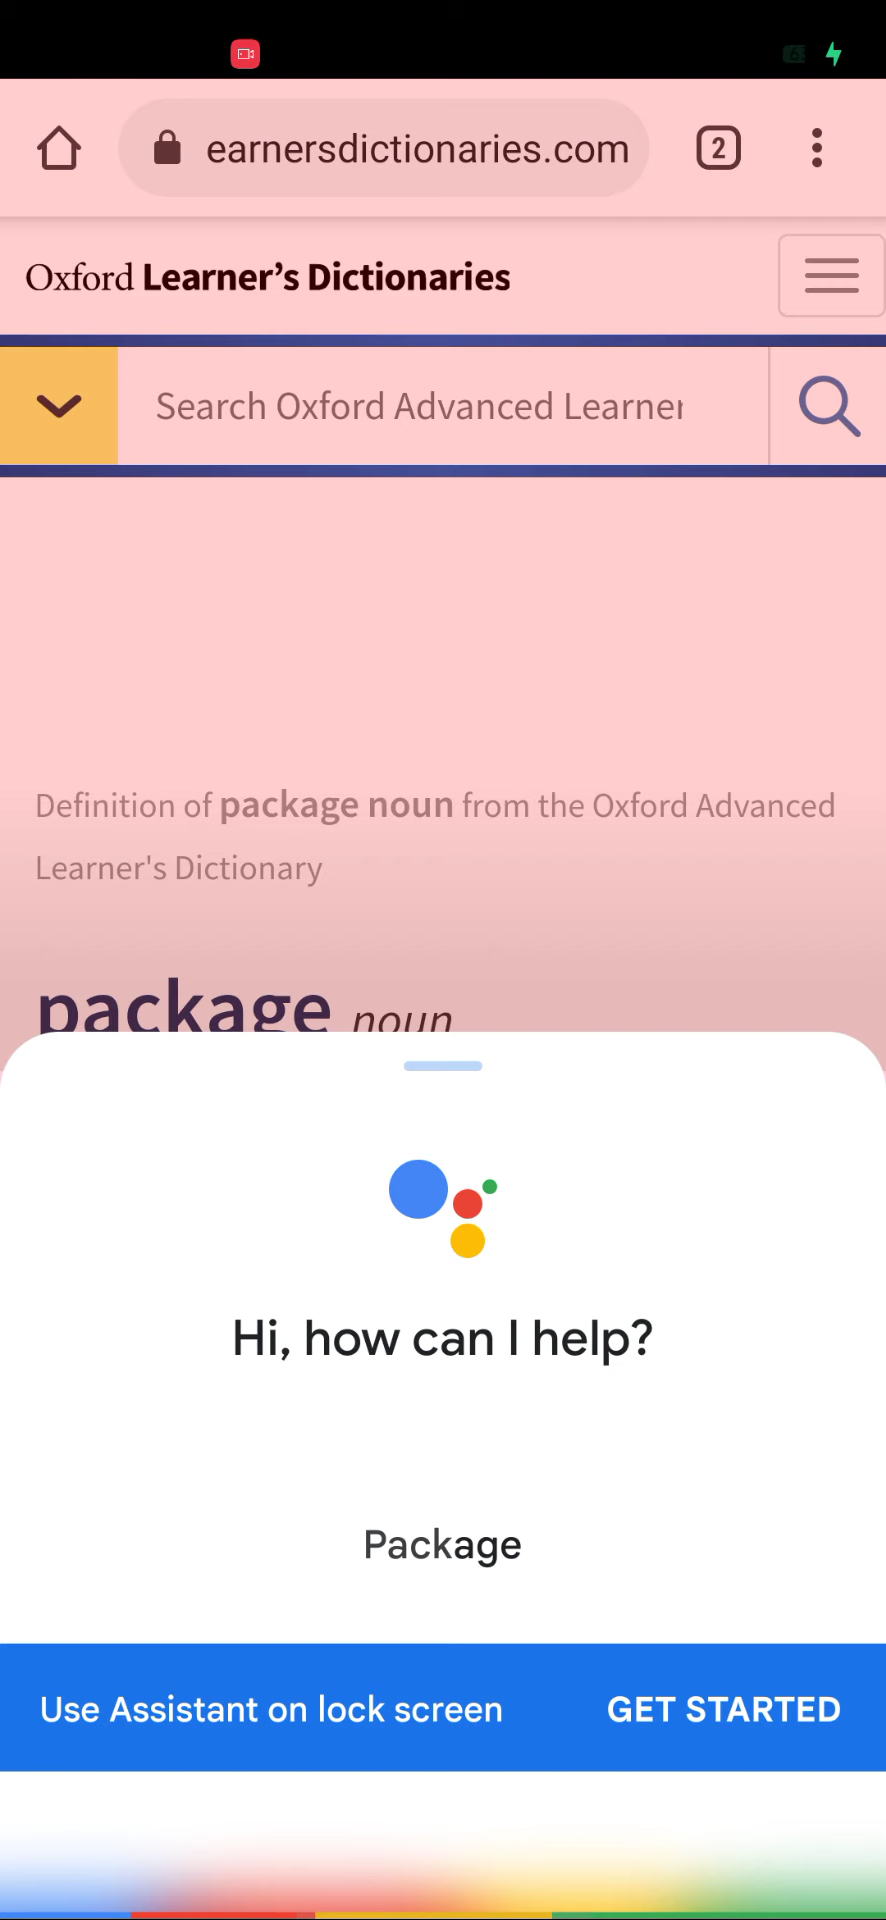 earnersdictionaries.com
2
Oxford Learner's Dictionaries
Search Oxford Advanced Learner
Definition of package noun from the Oxford Advanced
Learner's Dictionary
package noun
Hi, how can I help?
Package
Use Assistant on lock screen GET STARTED